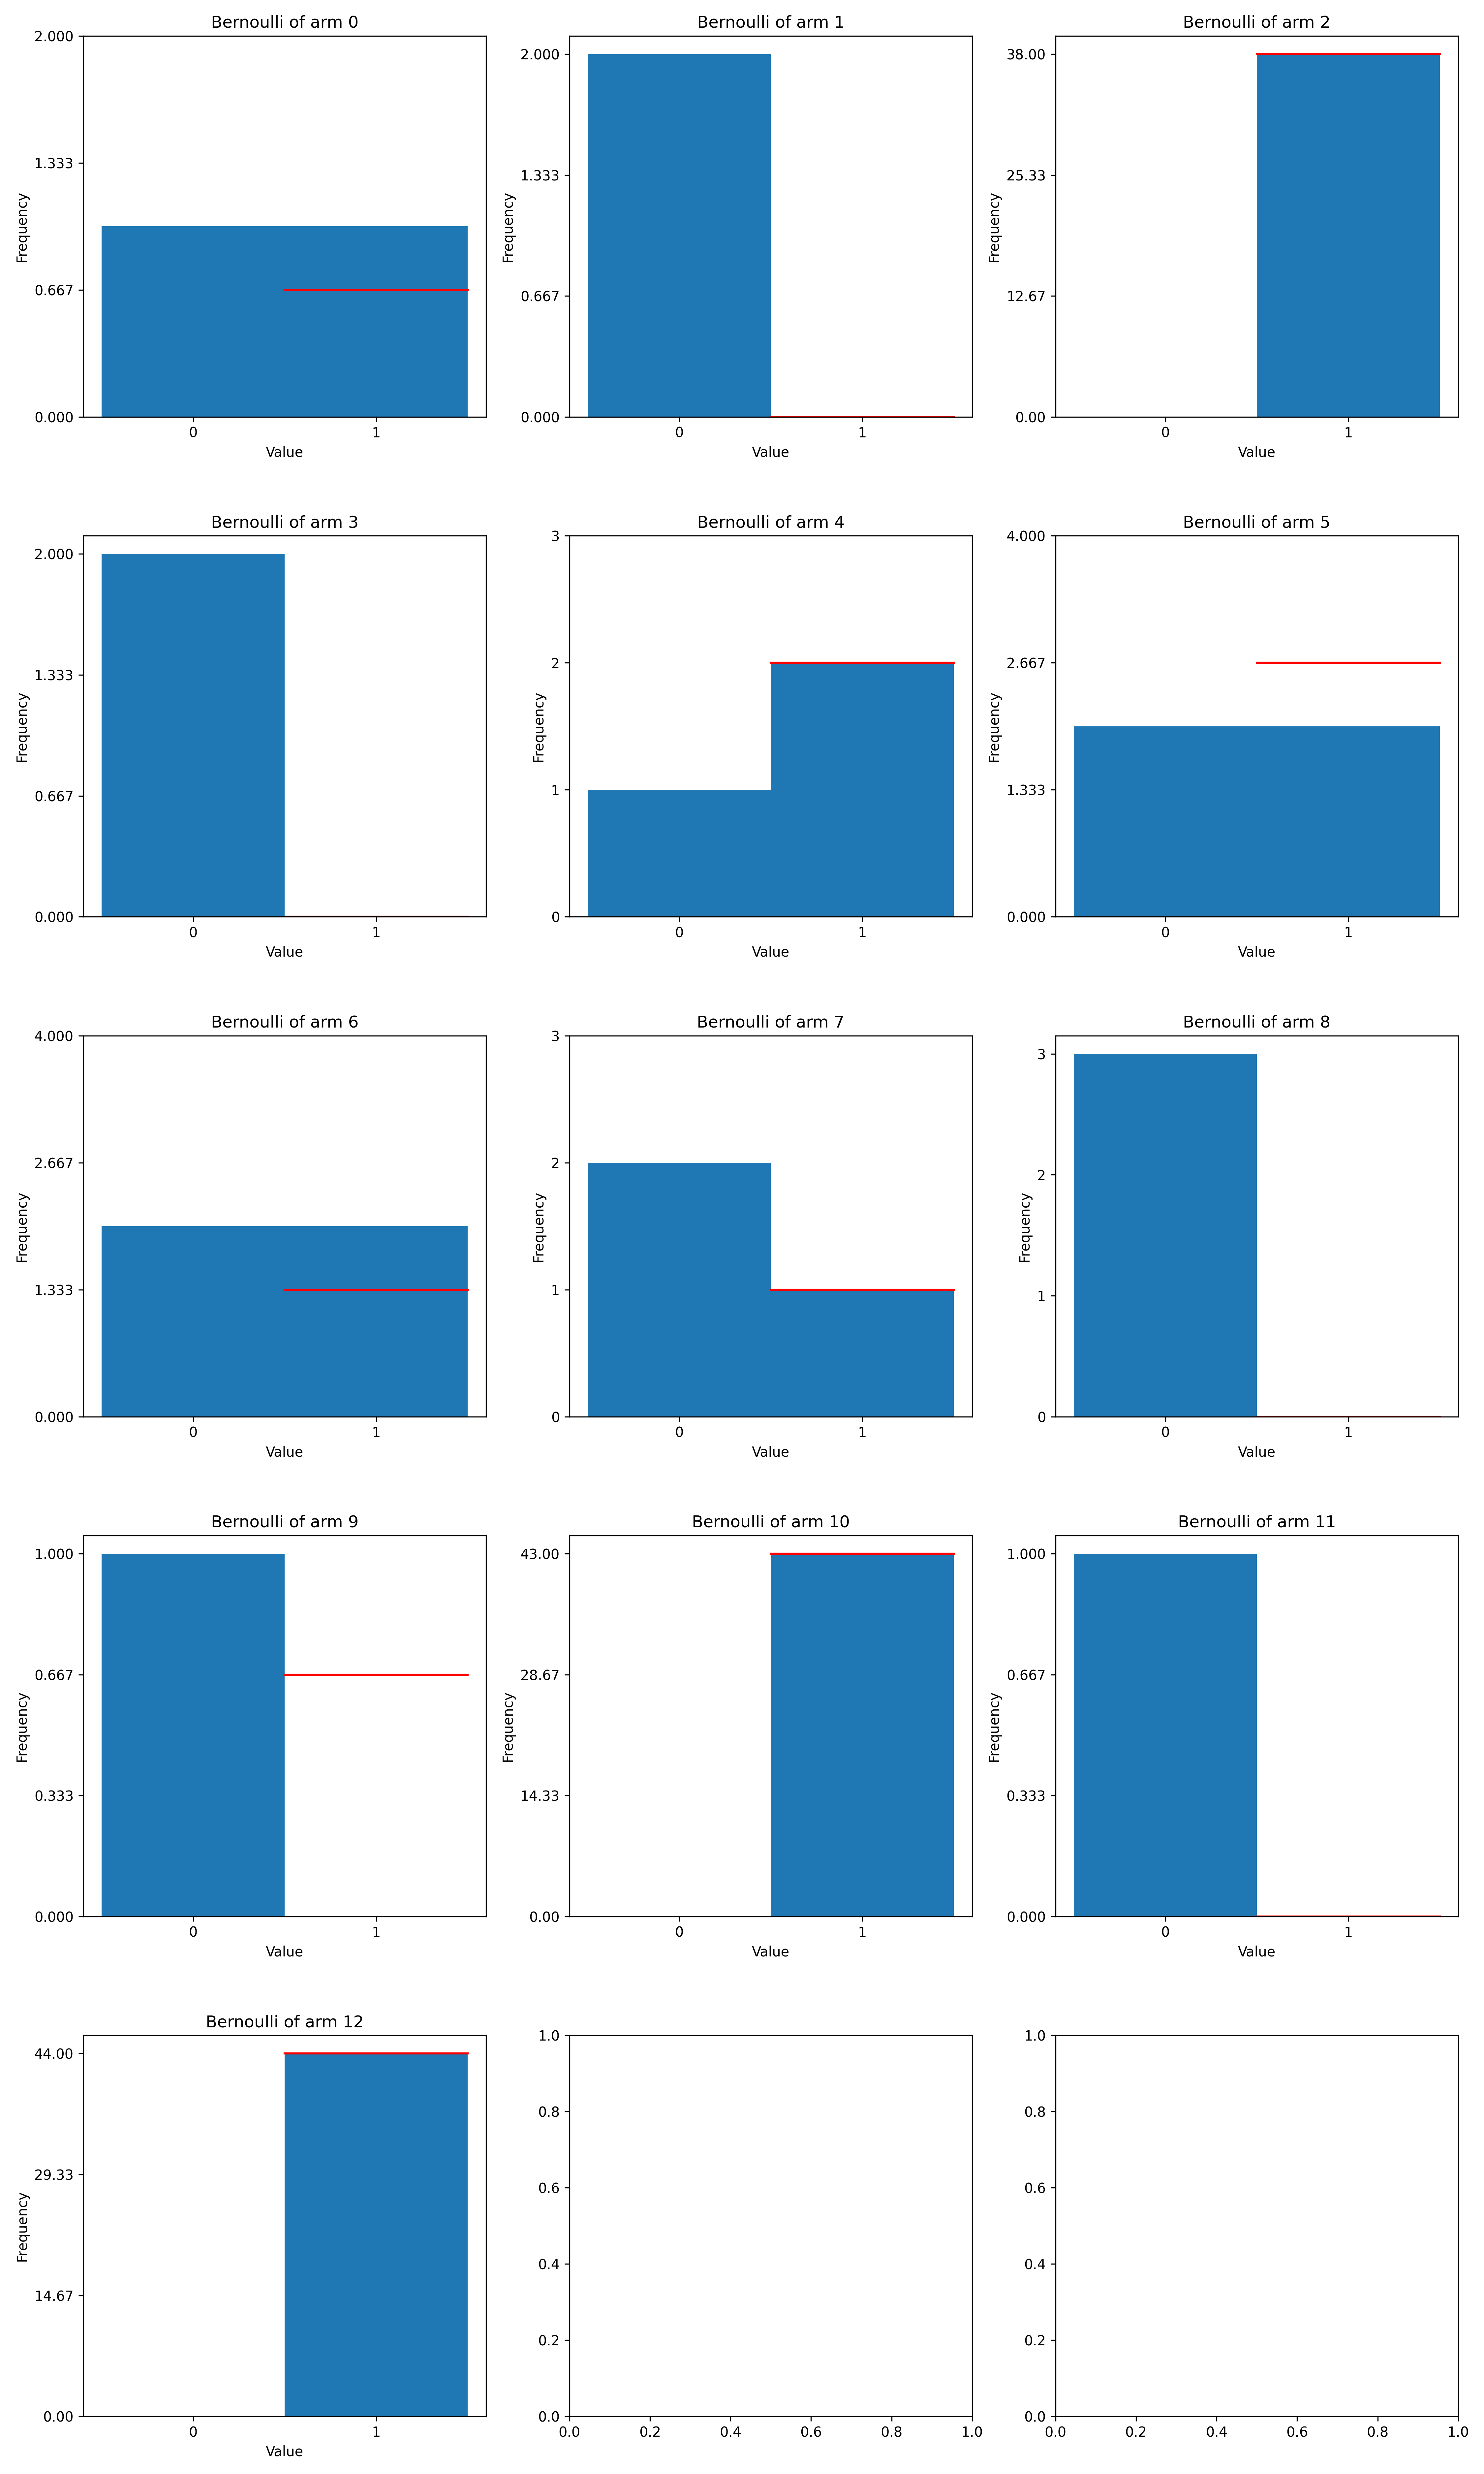 Bernoulli of arm 0
2.000
1.333
0.667
0.000
Frequency
0 1
Value
Bernoulli of arm 1
2.000
1.333
0.667
0.000
Frequency
0 1
Value
Bernoulli of arm 2
38.00
25.33
12.67
0.00
Frequency
0 1
Value
Bernoulli of arm 3
2.000
1.333
0.667
0.000
Frequency
0 1
Value
Bernoulli of arm 4
3
2
1
0
Frequency
0 1
Value
Bernoulli of arm 5
4.000
2.667
1.333
0.000
Frequency
0 1
Value
Bernoulli of arm 6
4.000
2.667
1.333
0.000
Frequency
0 1
Value
Bernoulli of arm 7
3
2
1
0
Frequency
0 1
Value
Bernoulli of arm 8
3
2
1
0
Frequency
0 1
Value
Bernoulli of arm 9
1.000
0.667
0.333
0.000
Frequency
0 1
Value
Bernoulli of arm 10
43.00
28.67
14.33
0.00
Frequency
0 1
Value
Bernoulli of arm 11
1.000
0.667
0.333
0.000
Frequency
0 1
Value
Bernoulli of arm 12
44.00
29.33
14.67
0.00
Frequency
0 1
Value
1.0
0.8
0.6
0.4
0.2
0.0
0.0 0.2 0.4 0.6 0.8 1.0
1.0
0.8
0.6
0.4
0.2
0.0
0.0 0.2 0.4 0.6 0.8 1.0